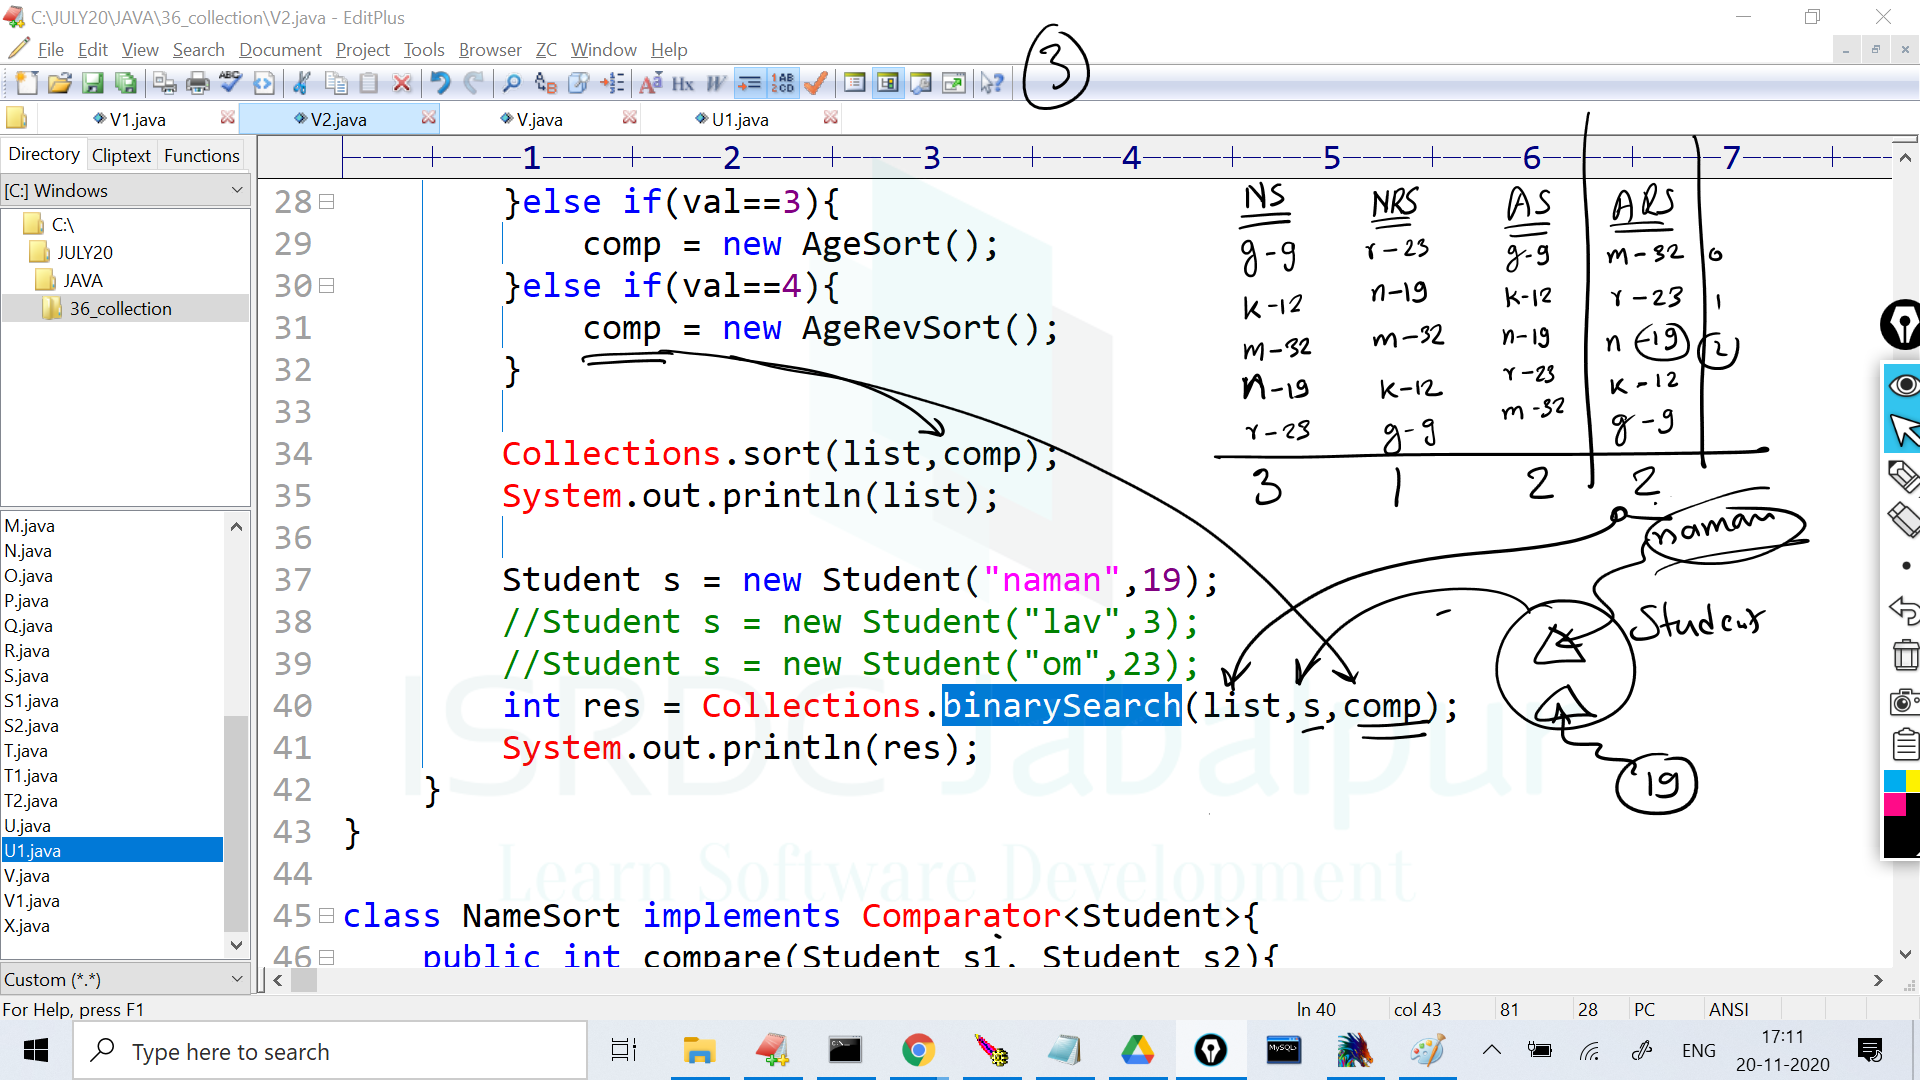 C:\JULY20\JAVA\36_collection\V2.java - EditPlus
File Edit View Search Document Project Tools Browser ZC Window Help
3
V1.java V2.java V.java U1.java
Directory Cliptext Functions
[C:] Windows
C:\
JULY20
JAVA
36_collection
M.java
N.java
O.java
P.java
Q.java
R.java
S.java
S1.java
S2.java
T.java
T1.java
T2.java
U.java
U1.java
V.java
V1.java
X.java
Custom (*.*)
1 2 3 4 5 6 7
28 }else if(val==3){
29 comp = new AgeSort();
30 }else if(val==4){
31 comp = new AgeRevSort();
32 }
33
34 Collections.sort(list,comp);
35 System.out.println(list);
36
37 Student s = new Student("naman",19);
38 //Student s = new Student("lav",3);
39 //Student s = new Student("om",23);
40 int res = Collections.binarySearch(list,s,comp);
41 System.out.println(res);
42 }
43 }
44
45 class NameSort implements Comparator<Student>{
46 public int compare(Student s1, Student s2){
NS NRS AS ARS
g-g r-23 g-g m-32 0
k-12 n-19 k-12 r-23 1
m-32 m-32 n-19 n-19 2
n-19 k-12 r-23 k-12
r-23 g-g m-32 g-g
3 1 2 2
naman
Student
19
ISRDC Jabalpur
Learn Software Development
For Help, press F1
ln 40 col 43 81 28 PC ANSI
Type here to search
MySQL
ENG
17:11
20-11-2020